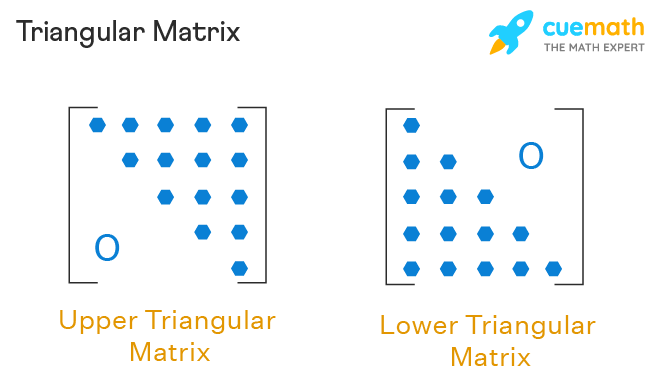 Triangular Matrix
cuemath
THE MATH EXPERT
O
O
Upper Triangular
Matrix
Lower Triangular
Matrix